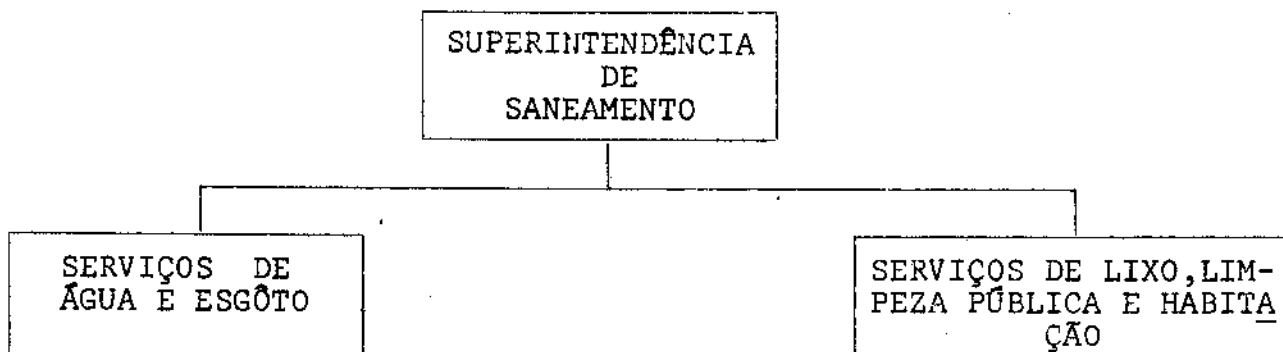 SUPERINTENDÊNCIA
DE
SANEAMENTO
SERVIÇOS DE
ÁGUA E ESGÔTO
SERVIÇOS DE LIXO,LIM-
PEZA PÚBLICA E HABITA
ÇÃO